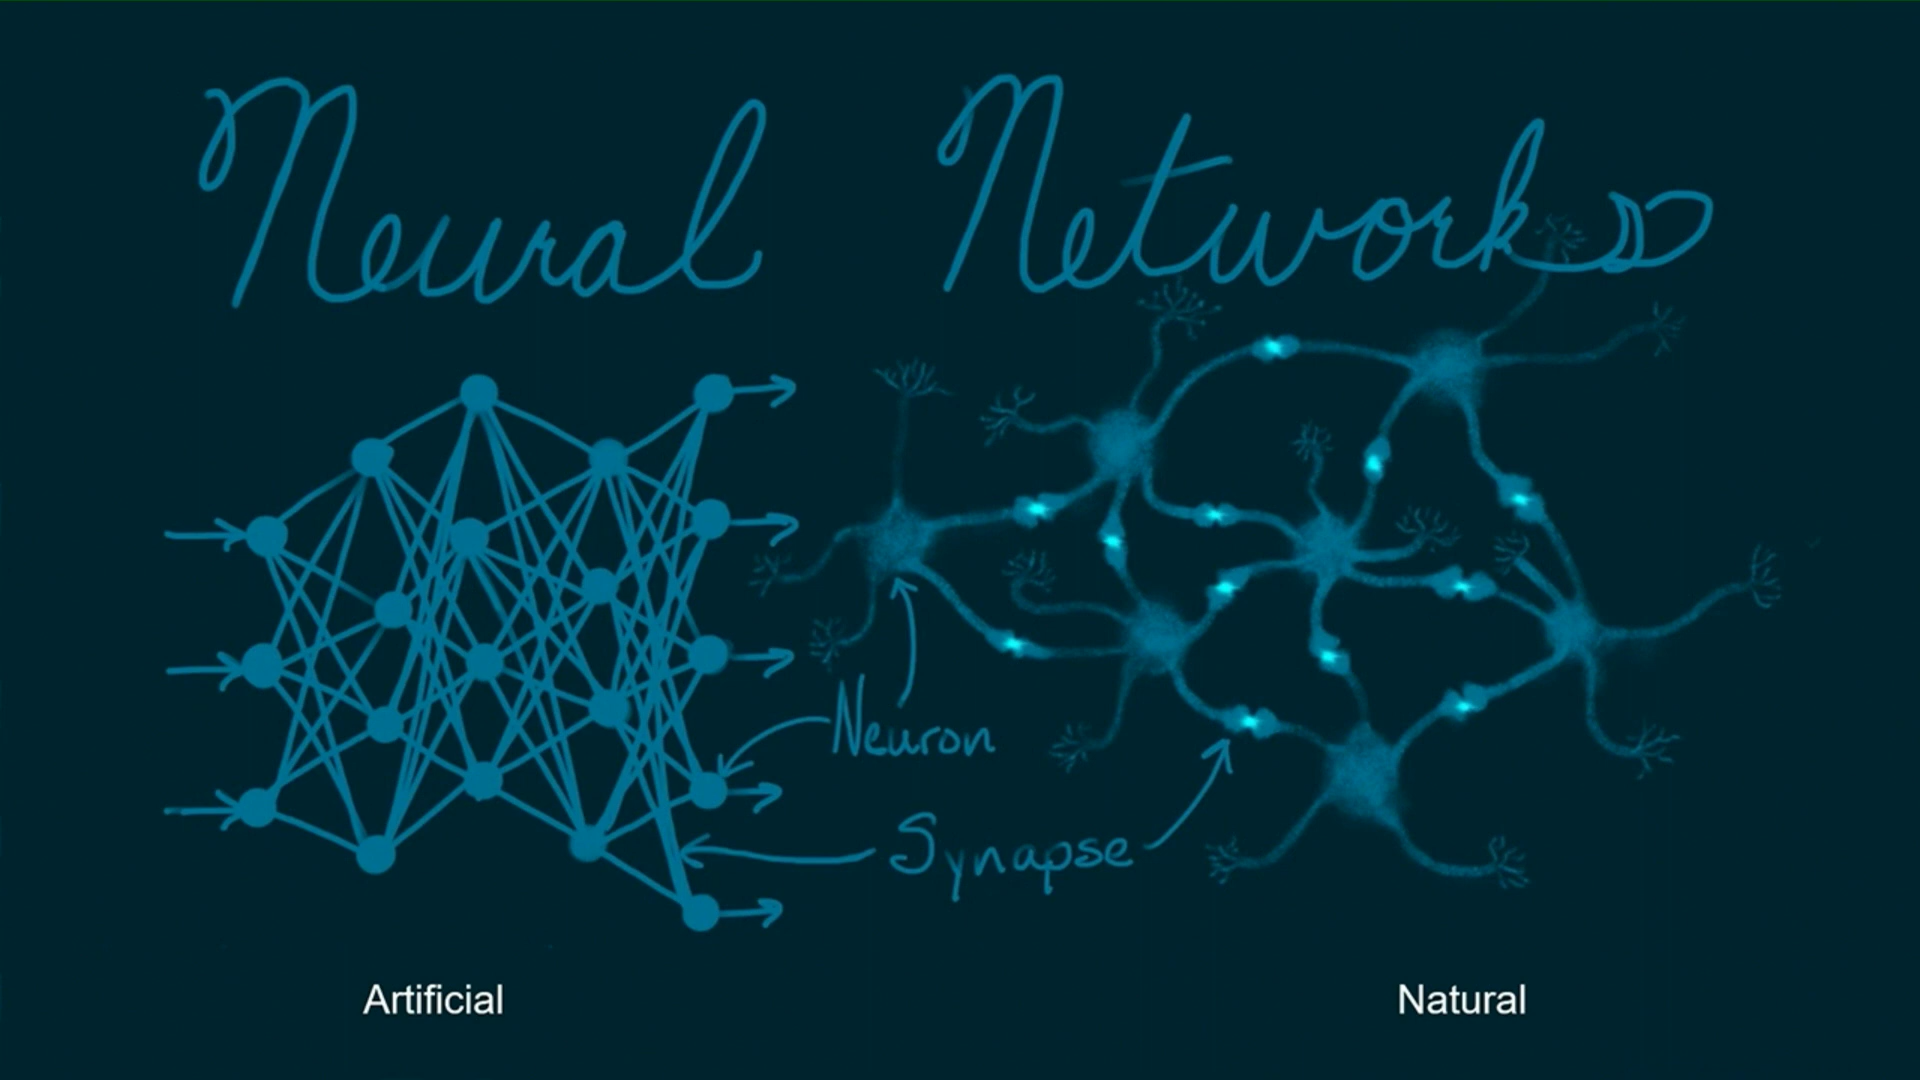 Neural Networks
Neuron
Synapse
Artificial
Natural